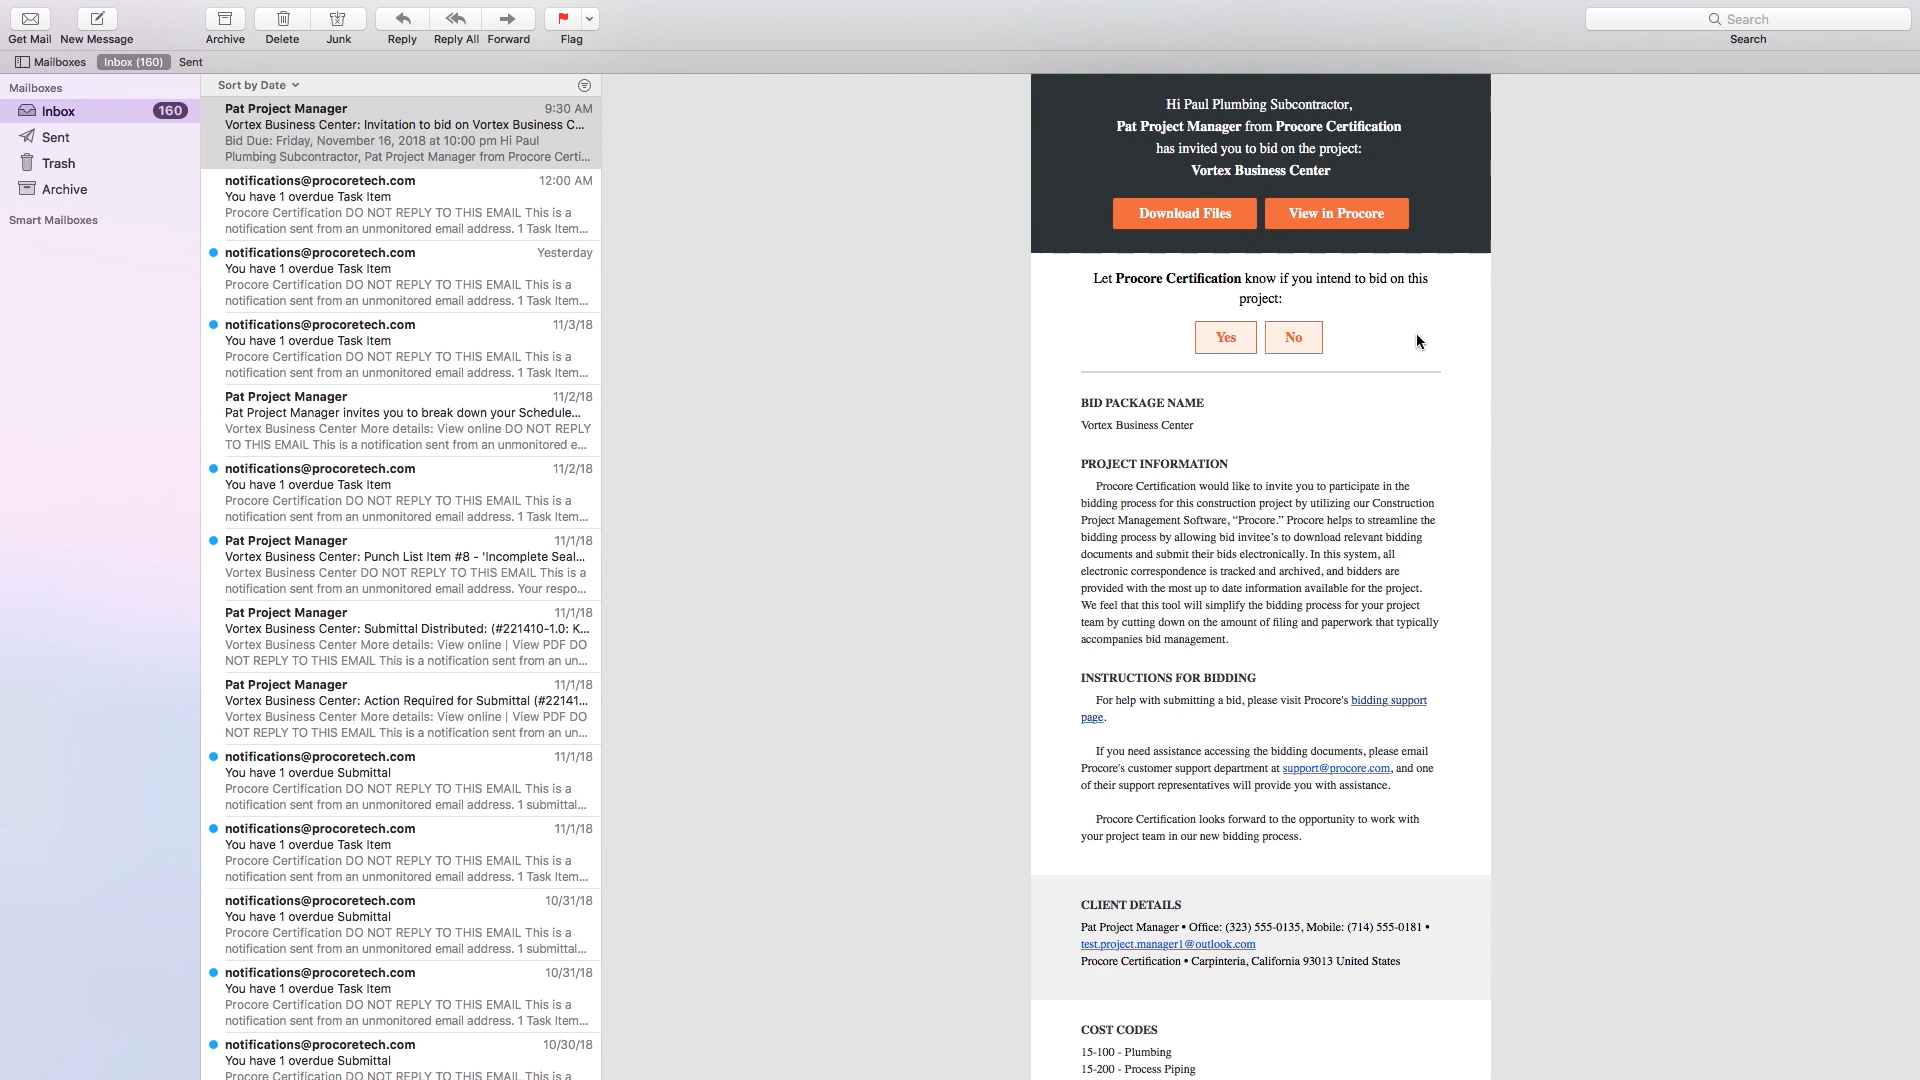 Get Mail
New Message
Archive
Delete
Junk
Reply
Reply All
Forward
Flag
Search
Search
Mailboxes
Inbox (160)
Sent
Mailboxes
Inbox
160
Sent
Trash
Archive
Smart Mailboxes
Sort by Date
Pat Project Manager 9:30 AM
Vortex Business Center: Invitation to bid on Vortex Business C...
Bid Due: Friday, November 16, 2018 at 10:00 pm Hi Paul
Plumbing Subcontractor, Pat Project Manager from Procore Certi...
notifications@procoretech.com 12:00 AM
You have 1 overdue Task Item
Procore Certification DO NOT REPLY TO THIS EMAIL This is a
notification sent from an unmonitored email address. 1 Task Item...
notifications@procoretech.com Yesterday
You have 1 overdue Task Item
Procore Certification DO NOT REPLY TO THIS EMAIL This is a
notification sent from an unmonitored email address. 1 Task Item...
notifications@procoretech.com 11/3/18
You have 1 overdue Task Item
Procore Certification DO NOT REPLY TO THIS EMAIL This is a
notification sent from an unmonitored email address. 1 Task Item...
Pat Project Manager 11/2/18
Pat Project Manager invites you to break down your Schedule...
Vortex Business Center More details: View online DO NOT REPLY
TO THIS EMAIL This is a notification sent from an unmonitored e...
notifications@procoretech.com 11/2/18
You have 1 overdue Task Item
Procore Certification DO NOT REPLY TO THIS EMAIL This is a
notification sent from an unmonitored email address. 1 Task Item...
Pat Project Manager 11/1/18
Vortex Business Center: Punch List Item #8 - 'Incomplete Seal...
Vortex Business Center DO NOT REPLY TO THIS EMAIL This is a
notification sent from an unmonitored email address. Your respo...
Pat Project Manager 11/1/18
Vortex Business Center: Submittal Distributed: (#221410-1.0: K...
Vortex Business Center More details: View online | View PDF DO
NOT REPLY TO THIS EMAIL This is a notification sent from an un...
Pat Project Manager 11/1/18
Vortex Business Center: Action Required for Submittal (#22141...
Vortex Business Center More details: View online | View PDF DO
NOT REPLY TO THIS EMAIL This is a notification sent from an un...
notifications@procoretech.com 11/1/18
You have 1 overdue Submittal
Procore Certification DO NOT REPLY TO THIS EMAIL This is a
notification sent from an unmonitored email address. 1 submittal...
notifications@procoretech.com 11/1/18
You have 1 overdue Task Item
Procore Certification DO NOT REPLY TO THIS EMAIL This is a
notification sent from an unmonitored email address. 1 Task Item...
notifications@procoretech.com 10/31/18
You have 1 overdue Submittal
Procore Certification DO NOT REPLY TO THIS EMAIL This is a
notification sent from an unmonitored email address. 1 submittal...
notifications@procoretech.com 10/31/18
You have 1 overdue Task Item
Procore Certification DO NOT REPLY TO THIS EMAIL This is a
notification sent from an unmonitored email address. 1 Task Item...
notifications@procoretech.com 10/30/18
You have 1 overdue Submittal
Procore Certification DO NOT REPLY TO THIS EMAIL This is a
Hi Paul Plumbing Subcontractor,
Pat Project Manager from Procore Certification
has invited you to bid on the project:
Vortex Business Center
Download Files
View in Procore
Let Procore Certification know if you intend to bid on this
project:
Yes
No
BID PACKAGE NAME
Vortex Business Center
PROJECT INFORMATION
Procore Certification would like to invite you to participate in the
bidding process for this construction project by utilizing our Construction
Project Management Software, “Procore.” Procore helps to streamline the
bidding process by allowing bid invitee’s to download relevant bidding
documents and submit their bids electronically. In this system, all
electronic correspondence is tracked and archived, and bidders are
provided with the most up to date information available for the project.
We feel that this tool will simplify the bidding process for your project
team by cutting down on the amount of filing and paperwork that typically
accompanies bid management.
INSTRUCTIONS FOR BIDDING
For help with submitting a bid, please visit Procore's bidding support
page.
If you need assistance accessing the bidding documents, please email
Procore's customer support department at support@procore.com, and one
of their support representatives will provide you with assistance.
Procore Certification looks forward to the opportunity to work with
your project team in our new bidding process.
CLIENT DETAILS
Pat Project Manager • Office: (323) 555-0135, Mobile: (714) 555-0181 •
test.project.manager1@outlook.com
Procore Certification • Carpinteria, California 93013 United States
COST CODES
15-100 - Plumbing
15-200 - Process Piping